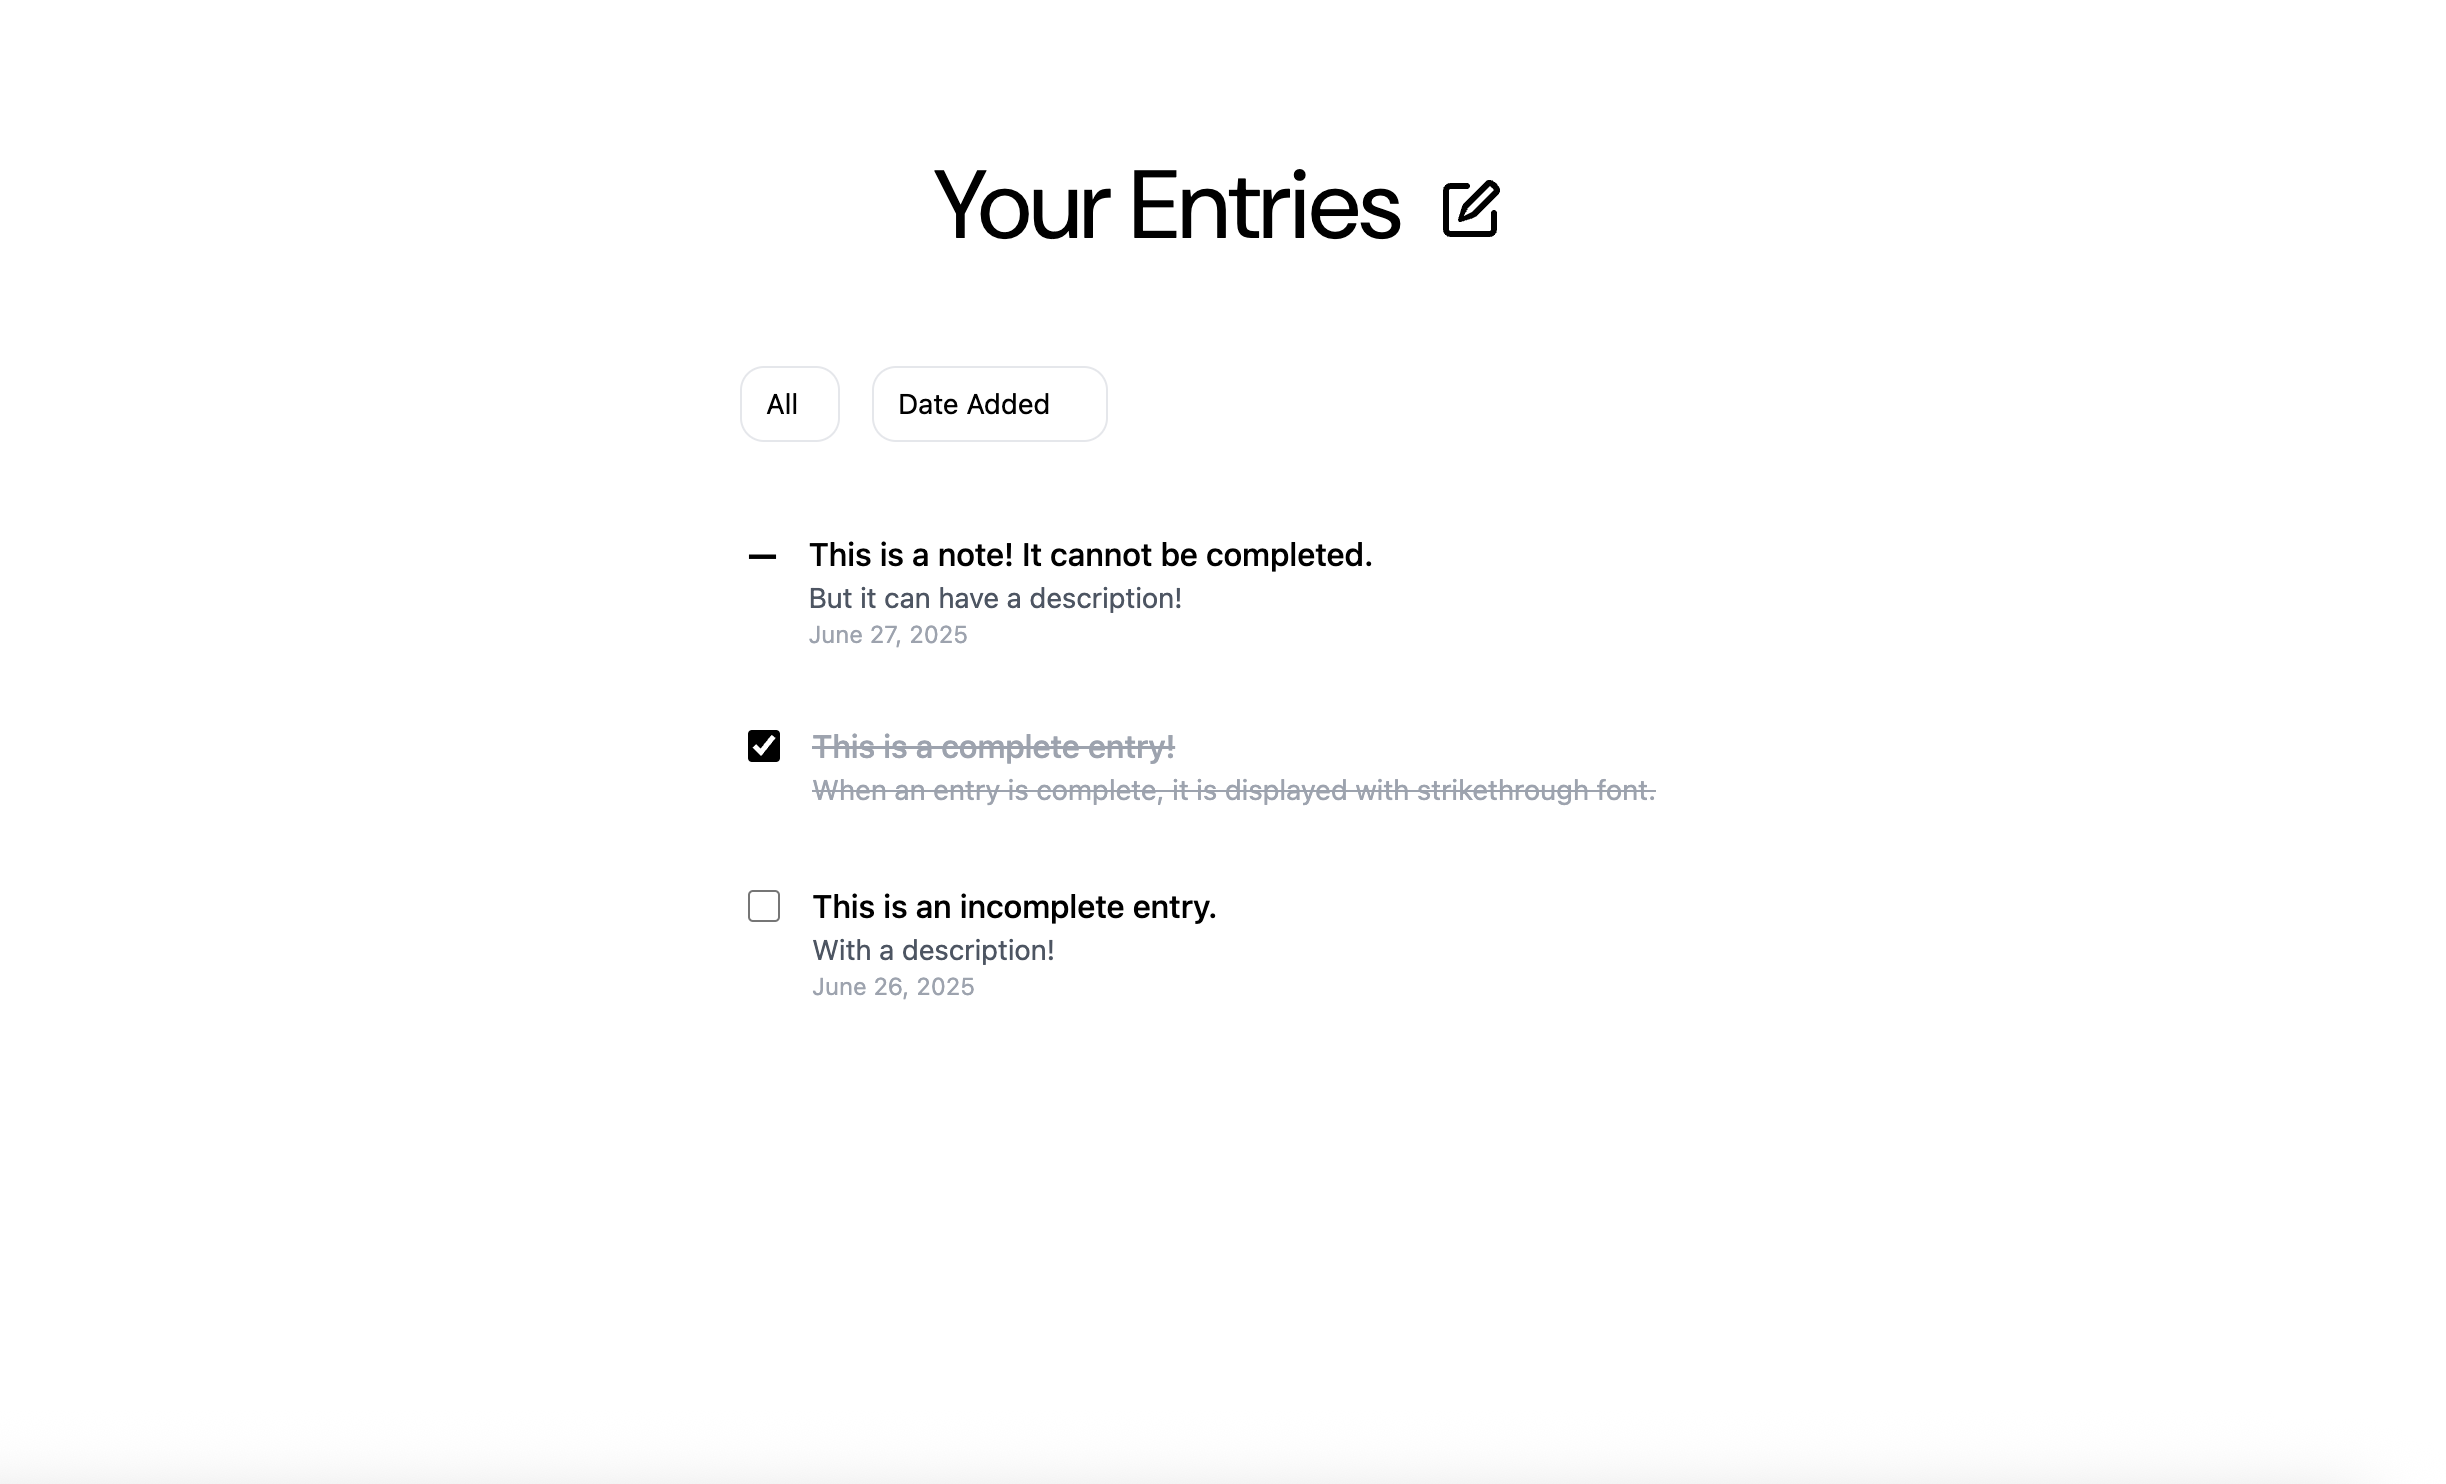 Your Entries
All
Date Added
This is a note! It cannot be completed.
But it can have a description!
June 27, 2025
This is a complete entry!
When an entry is complete, it is displayed with strikethrough font.
This is an incomplete entry.
With a description!
June 26, 2025